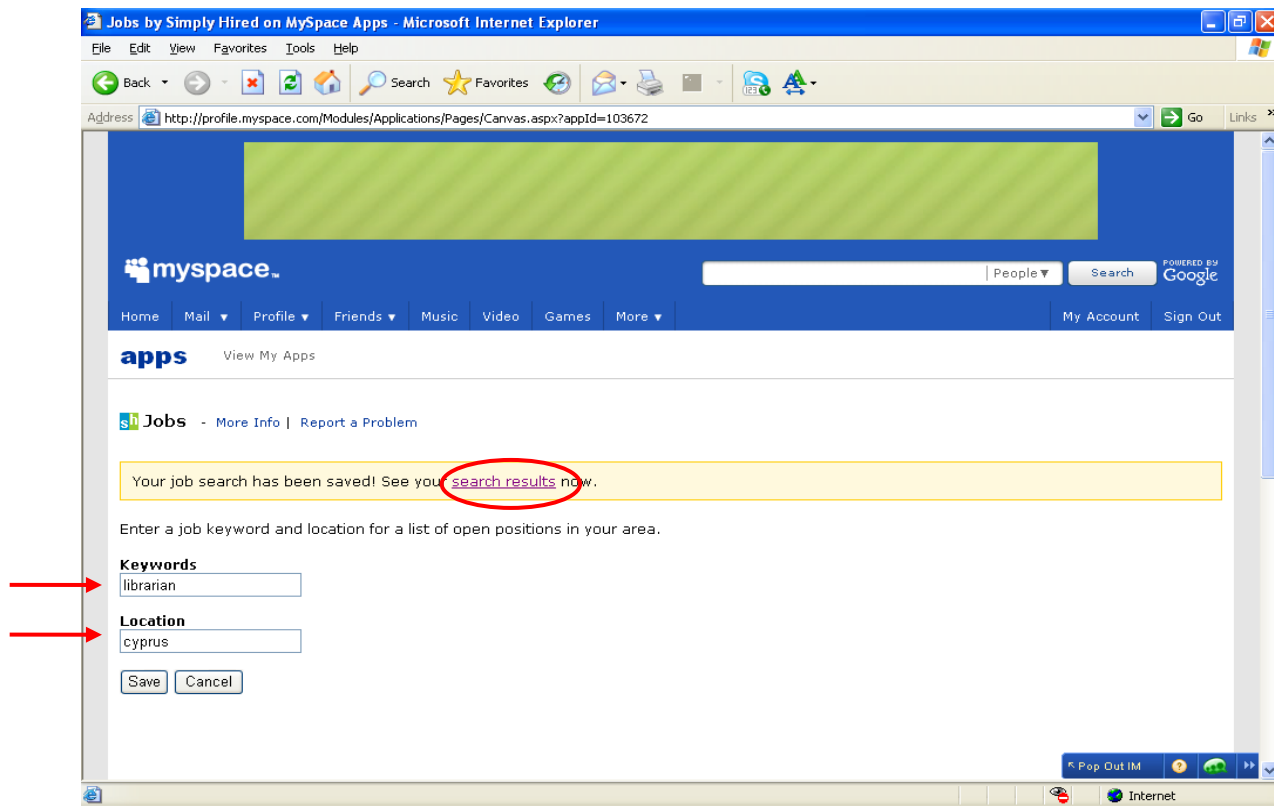 Jobs by Simply Hired on MySpace Apps - Microsoft Internet Explorer
File Edit View Favorites Tools Help
Back Search Favorites
Address http://profile.myspace.com/Modules/Applications/Pages/Canvas.aspx?appId=103672 Go Links »
myspace. People ▼ Search POWERED BY Google
Home Mail ▼ Profile ▼ Friends ▼ Music Video Games More ▼ My Account Sign Out
apps View My Apps
sh Jobs - More Info | Report a Problem
Your job search has been saved! See your search results now.
Enter a job keyword and location for a list of open positions in your area.
Keywords
librarian
Location
cyprus
Save Cancel
Pop Out IM ?
Internet